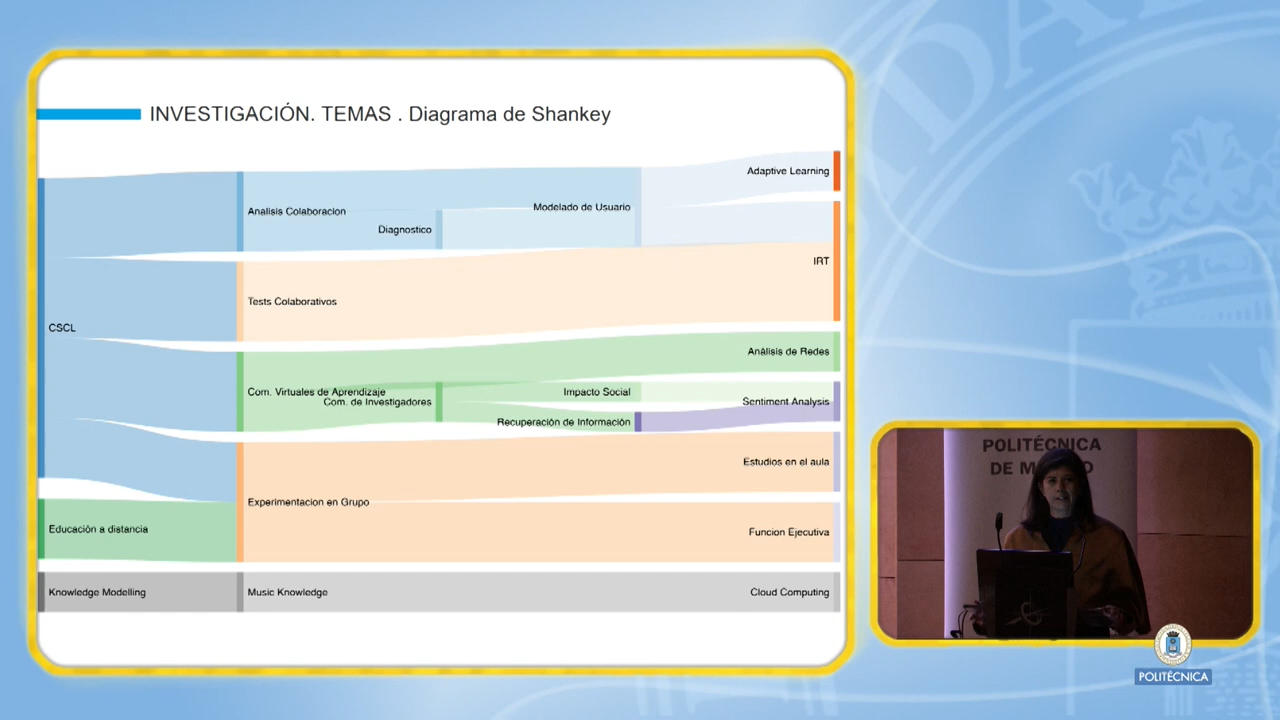 INVESTIGACIÓN. TEMAS . Diagrama de Shankey
Adaptive Learning
Analisis Colaboracion
Modelado de Usuario
Diagnostico
IRT
Tests Colaborativos
CSCL
Análisis de Redes
Com. Virtuales de Aprendizaje
Impacto Social
Com. de Investigadores
Sentiment Analysis
Recuperación de Información
Estudios en el aula
Experimentacion en Grupo
Educación a distancia
Funcion Ejecutiva
Knowledge Modelling
Music Knowledge
Cloud Computing
POLITÉCNICA
DE
POLITÉCNICA